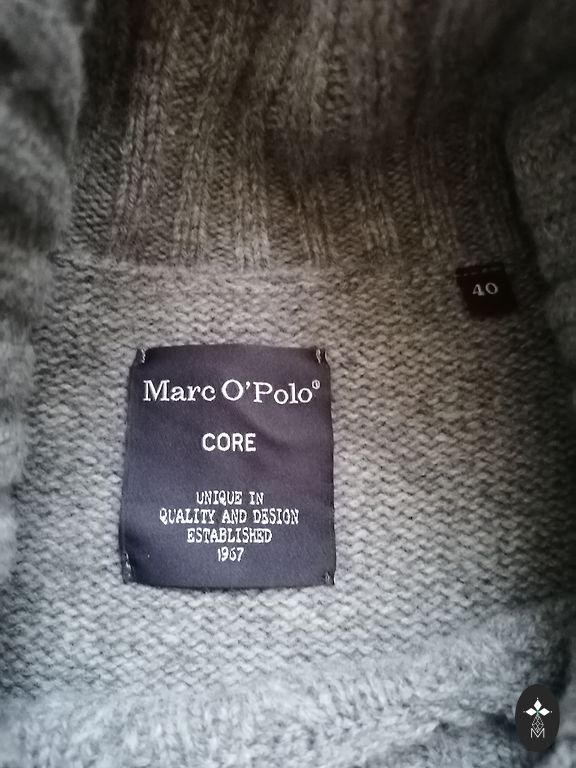 40
Marc O'Polo®
CORE
UNIQUE IN
QUALITY AND DESIGN
ESTABLISHED
1967
M